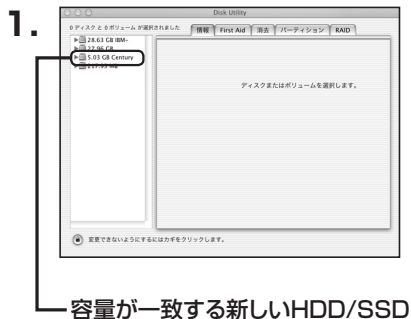 1.
Disk Utility
0 ディスク と 0 ボリューム が選択されました
情報 First Aid 消去 パーティション RAID
28.63 GB IBM-
27.96 GB
5.03 GB Century
ディスクまたはボリュームを選択します。
変更できないようにするにはカギをクリックします。
容量が一致する新しいHDD/SSD